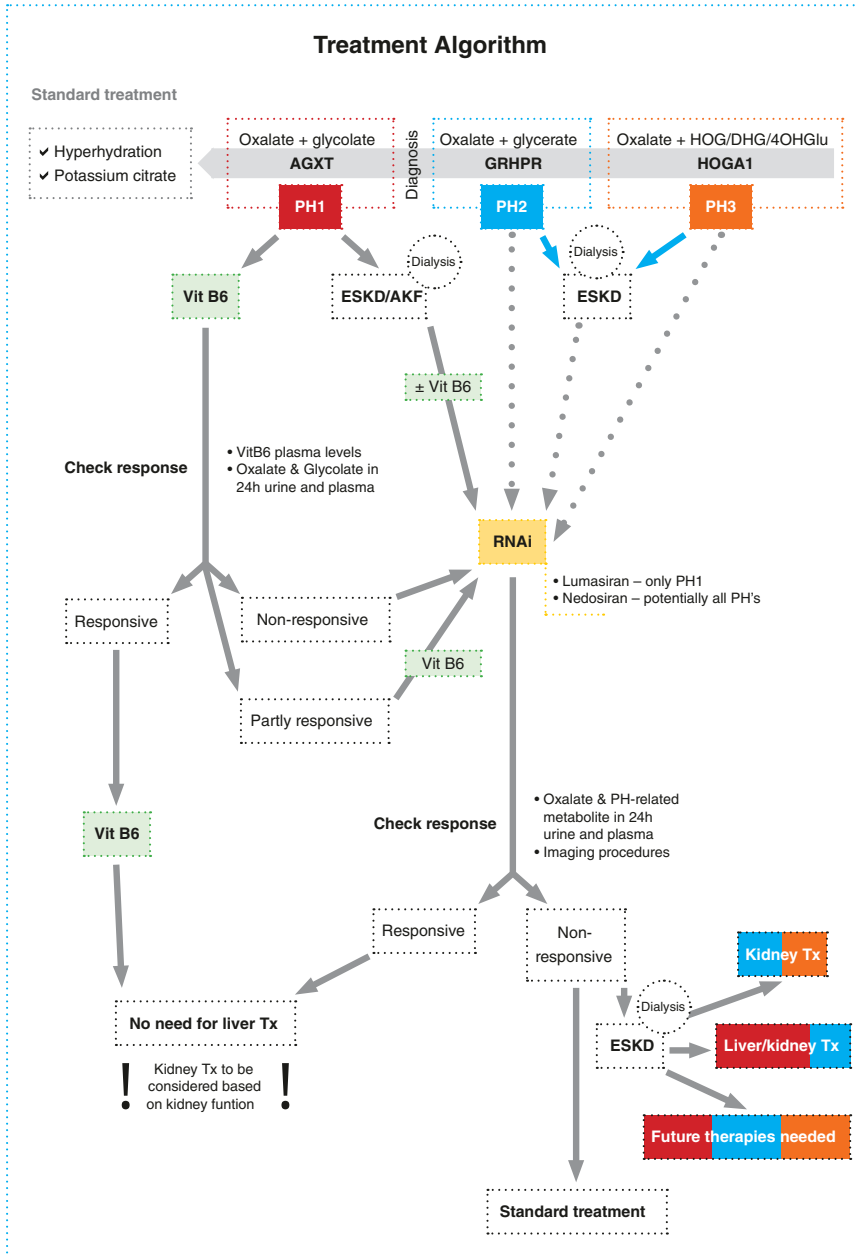 Treatment Algorithm
Standard treatment
✔ Hyperhydration
✔ Potassium citrate
Oxalate + glycolate
AGXT
PH1
Diagnosis
Oxalate + glycerate
GRHPR
PH2
Oxalate + HOG/DHG/4OHGlu
HOGA1
PH3
Vit B6
Dialysis
ESKD/AKF
Dialysis
ESKD
± Vit B6
Check response
• VitB6 plasma levels
• Oxalate & Glycolate in
24h urine and plasma
RNAi
• Lumasiran – only PH1
• Nedosiran – potentially all PH's
Responsive
Non-responsive
Vit B6
Partly responsive
Vit B6
Check response
• Oxalate & PH-related
metabolite in 24h
urine and plasma
• Imaging procedures
Responsive
Non-
responsive
Kidney Tx
Dialysis
ESKD
Liver/kidney Tx
Future therapies needed
No need for liver Tx
! Kidney Tx to be !
considered based
on kidney funtion
Standard treatment